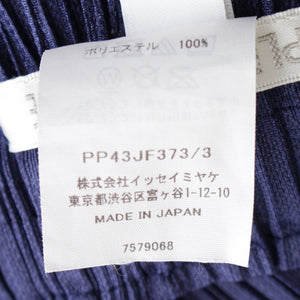 ポリエステル 100%
PP43JF373/3
株式会社イッセイミヤケ
東京都渋谷区富ヶ谷1-12-10
MADE IN JAPAN
7579068